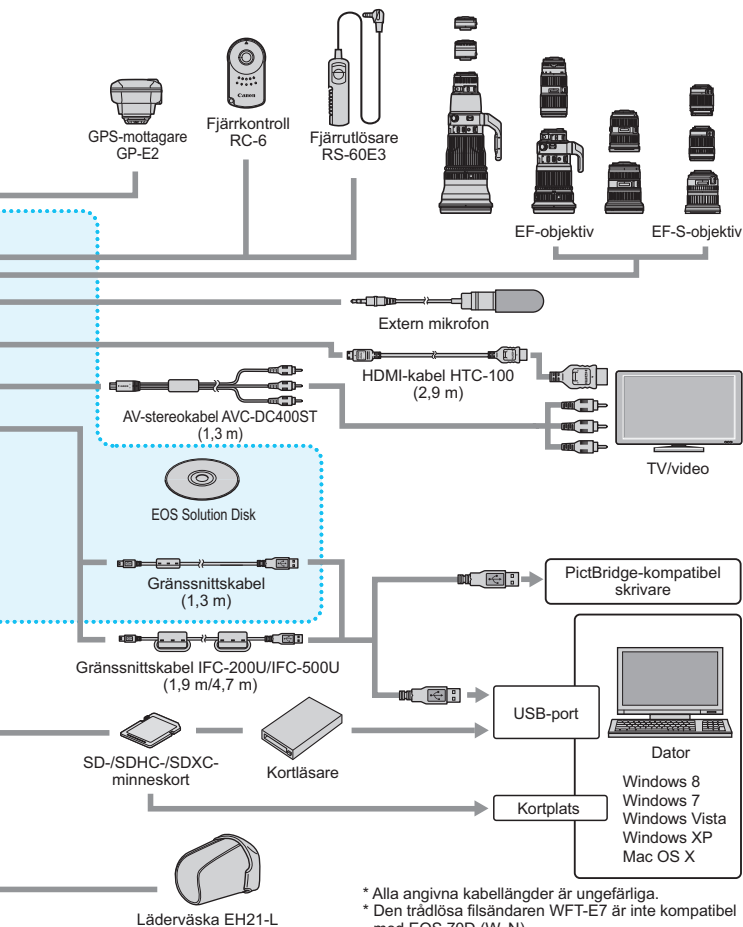 Canon
GPS-mottagare
GP-E2
Fjärrkontroll
RC-6
Fjärrutlösare
RS-60E3
EF-objektiv
EF-S-objektiv
Extern mikrofon
HDMI-kabel HTC-100
(2,9 m)
AV-stereokabel AVC-DC400ST
(1,3 m)
TV/video
EOS Solution Disk
Gränssnittskabel
(1,3 m)
PictBridge-kompatibel
skrivare
Gränssnittskabel IFC-200U/IFC-500U
(1,9 m/4,7 m)
USB-port
Dator
SD-/SDHC-/SDXC-
minneskort
Kortläsare
Kortplats
Windows 8
Windows 7
Windows Vista
Windows XP
Mac OS X
Läderväska EH21-L
* Alla angivna kabellängder är ungefärliga.
* Den trådlösa filsändaren WFT-E7 är inte kompatibel
med EOS 70D (W, N)